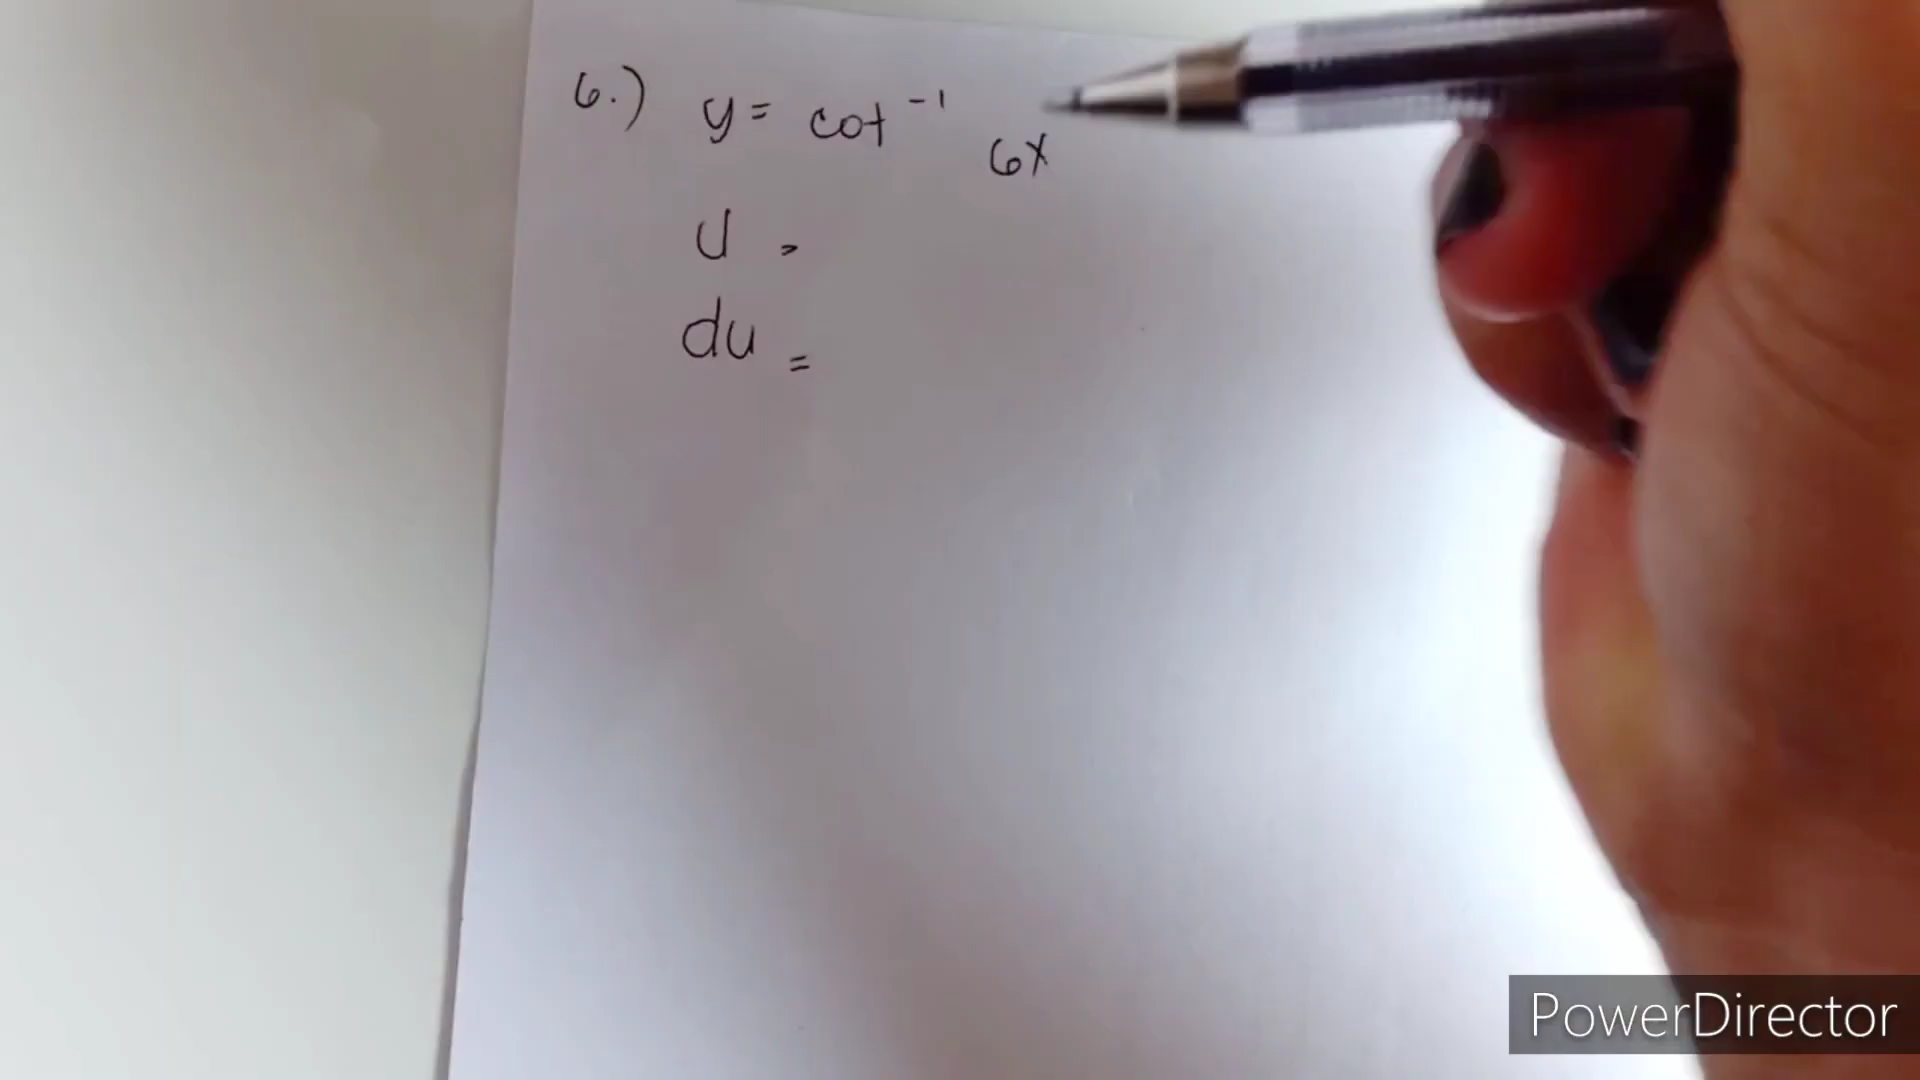 6.) y = cot⁻¹ 6x
u =
du =
PowerDirector